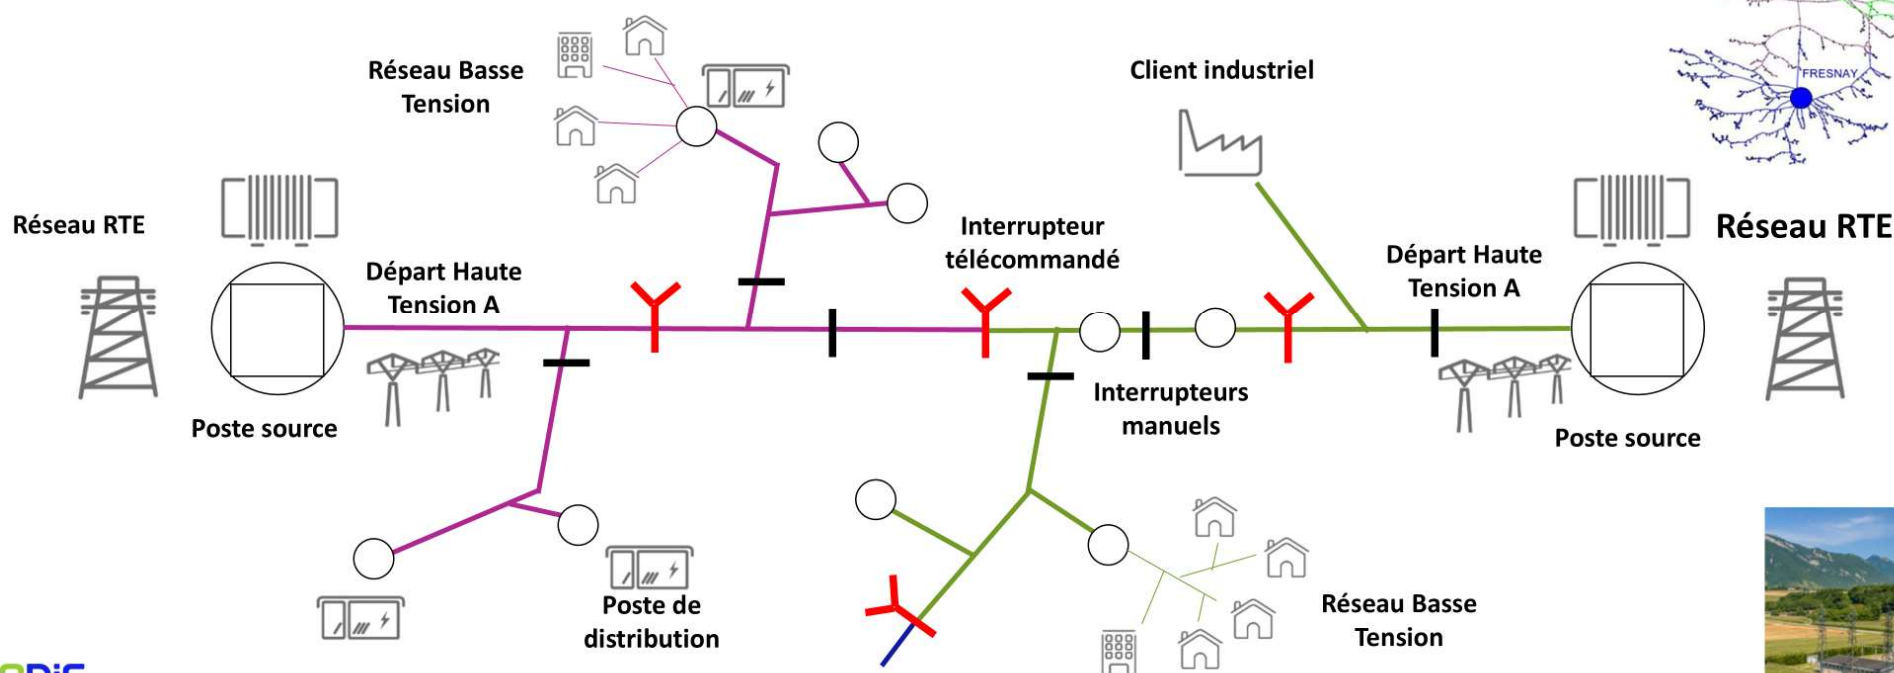 Réseau Basse
Tension
Client industriel
FRESNAY
Réseau RTE
Interrupteur
télécommandé
Réseau RTE
Départ Haute
Tension A
Départ Haute
Tension A
Interrupteurs
manuels
Poste source
Poste source
Poste de
distribution
Réseau Basse
Tension